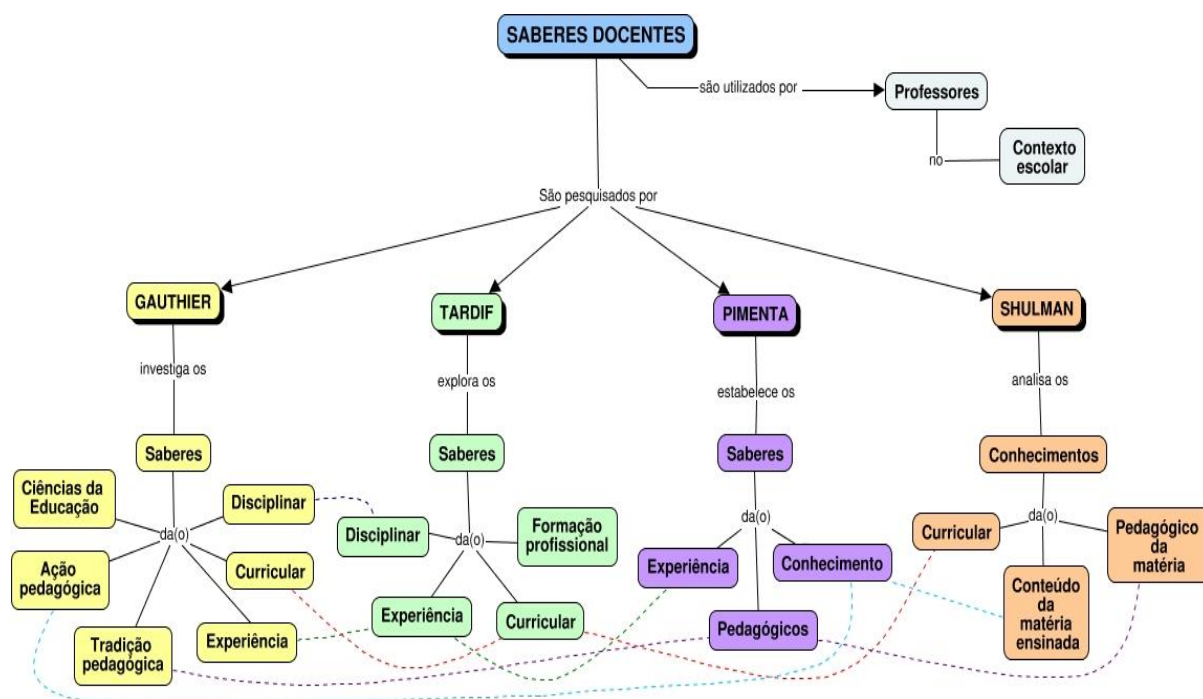 SABERES DOCENTES
são utilizados por
Professores
no
Contexto
escolar
São pesquisados por
GAUTHIER
TARDIF
PIMENTA
SHULMAN
investiga os
explora os
estabelece os
analisa os
Saberes
Saberes
Saberes
Conhecimentos
Ciências da
Educação
Disciplinar
da(o)
Ação
pedagógica
Curricular
Tradição
pedagógica
Experiência
Disciplinar
da(o)
Formação
profissional
Experiência
Curricular
da(o)
Experiência
Conhecimento
Pedagógicos
Curricular
da(o)
Pedagógico
da
matéria
Conteúdo
da
matéria
ensinada